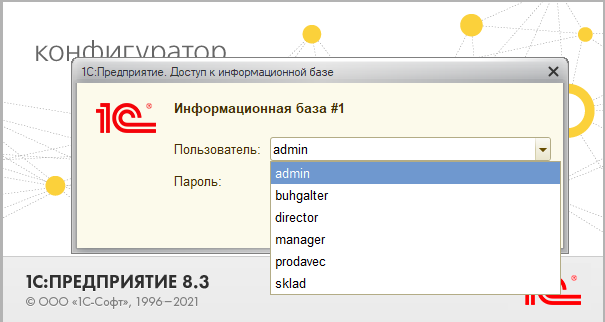 конфигуратор
1С:Предприятие. Доступ к информационной базе
1С®
Информационная база #1
Пользователь: admin
admin
Пароль:
buhgalter
director
manager
prodavec
sklad
1С:ПРЕДПРИЯТИЕ 8.3
© ООО «1С-Софт», 1996–2021
1С